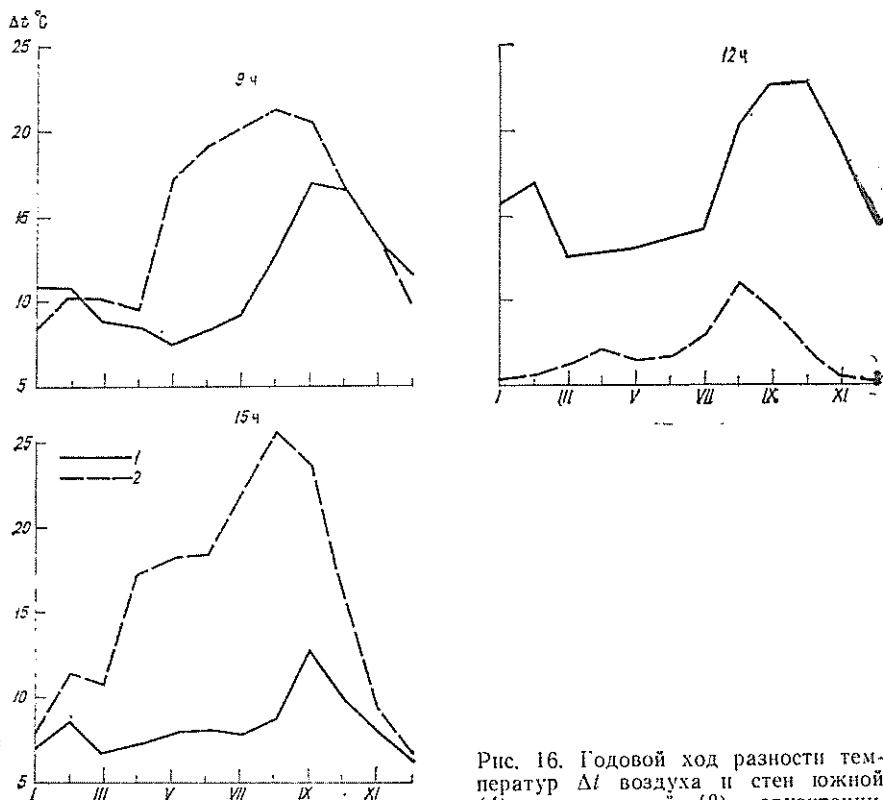 Δt °C
25
20
15
10
5
9 ч
12 ч
I III V VII IX XI
15 ч
25
20
15
10
5
1
2
I III V VII IX XI
Рис. 16. Годовой ход разности тем-
ператур Δt воздуха и стен южной